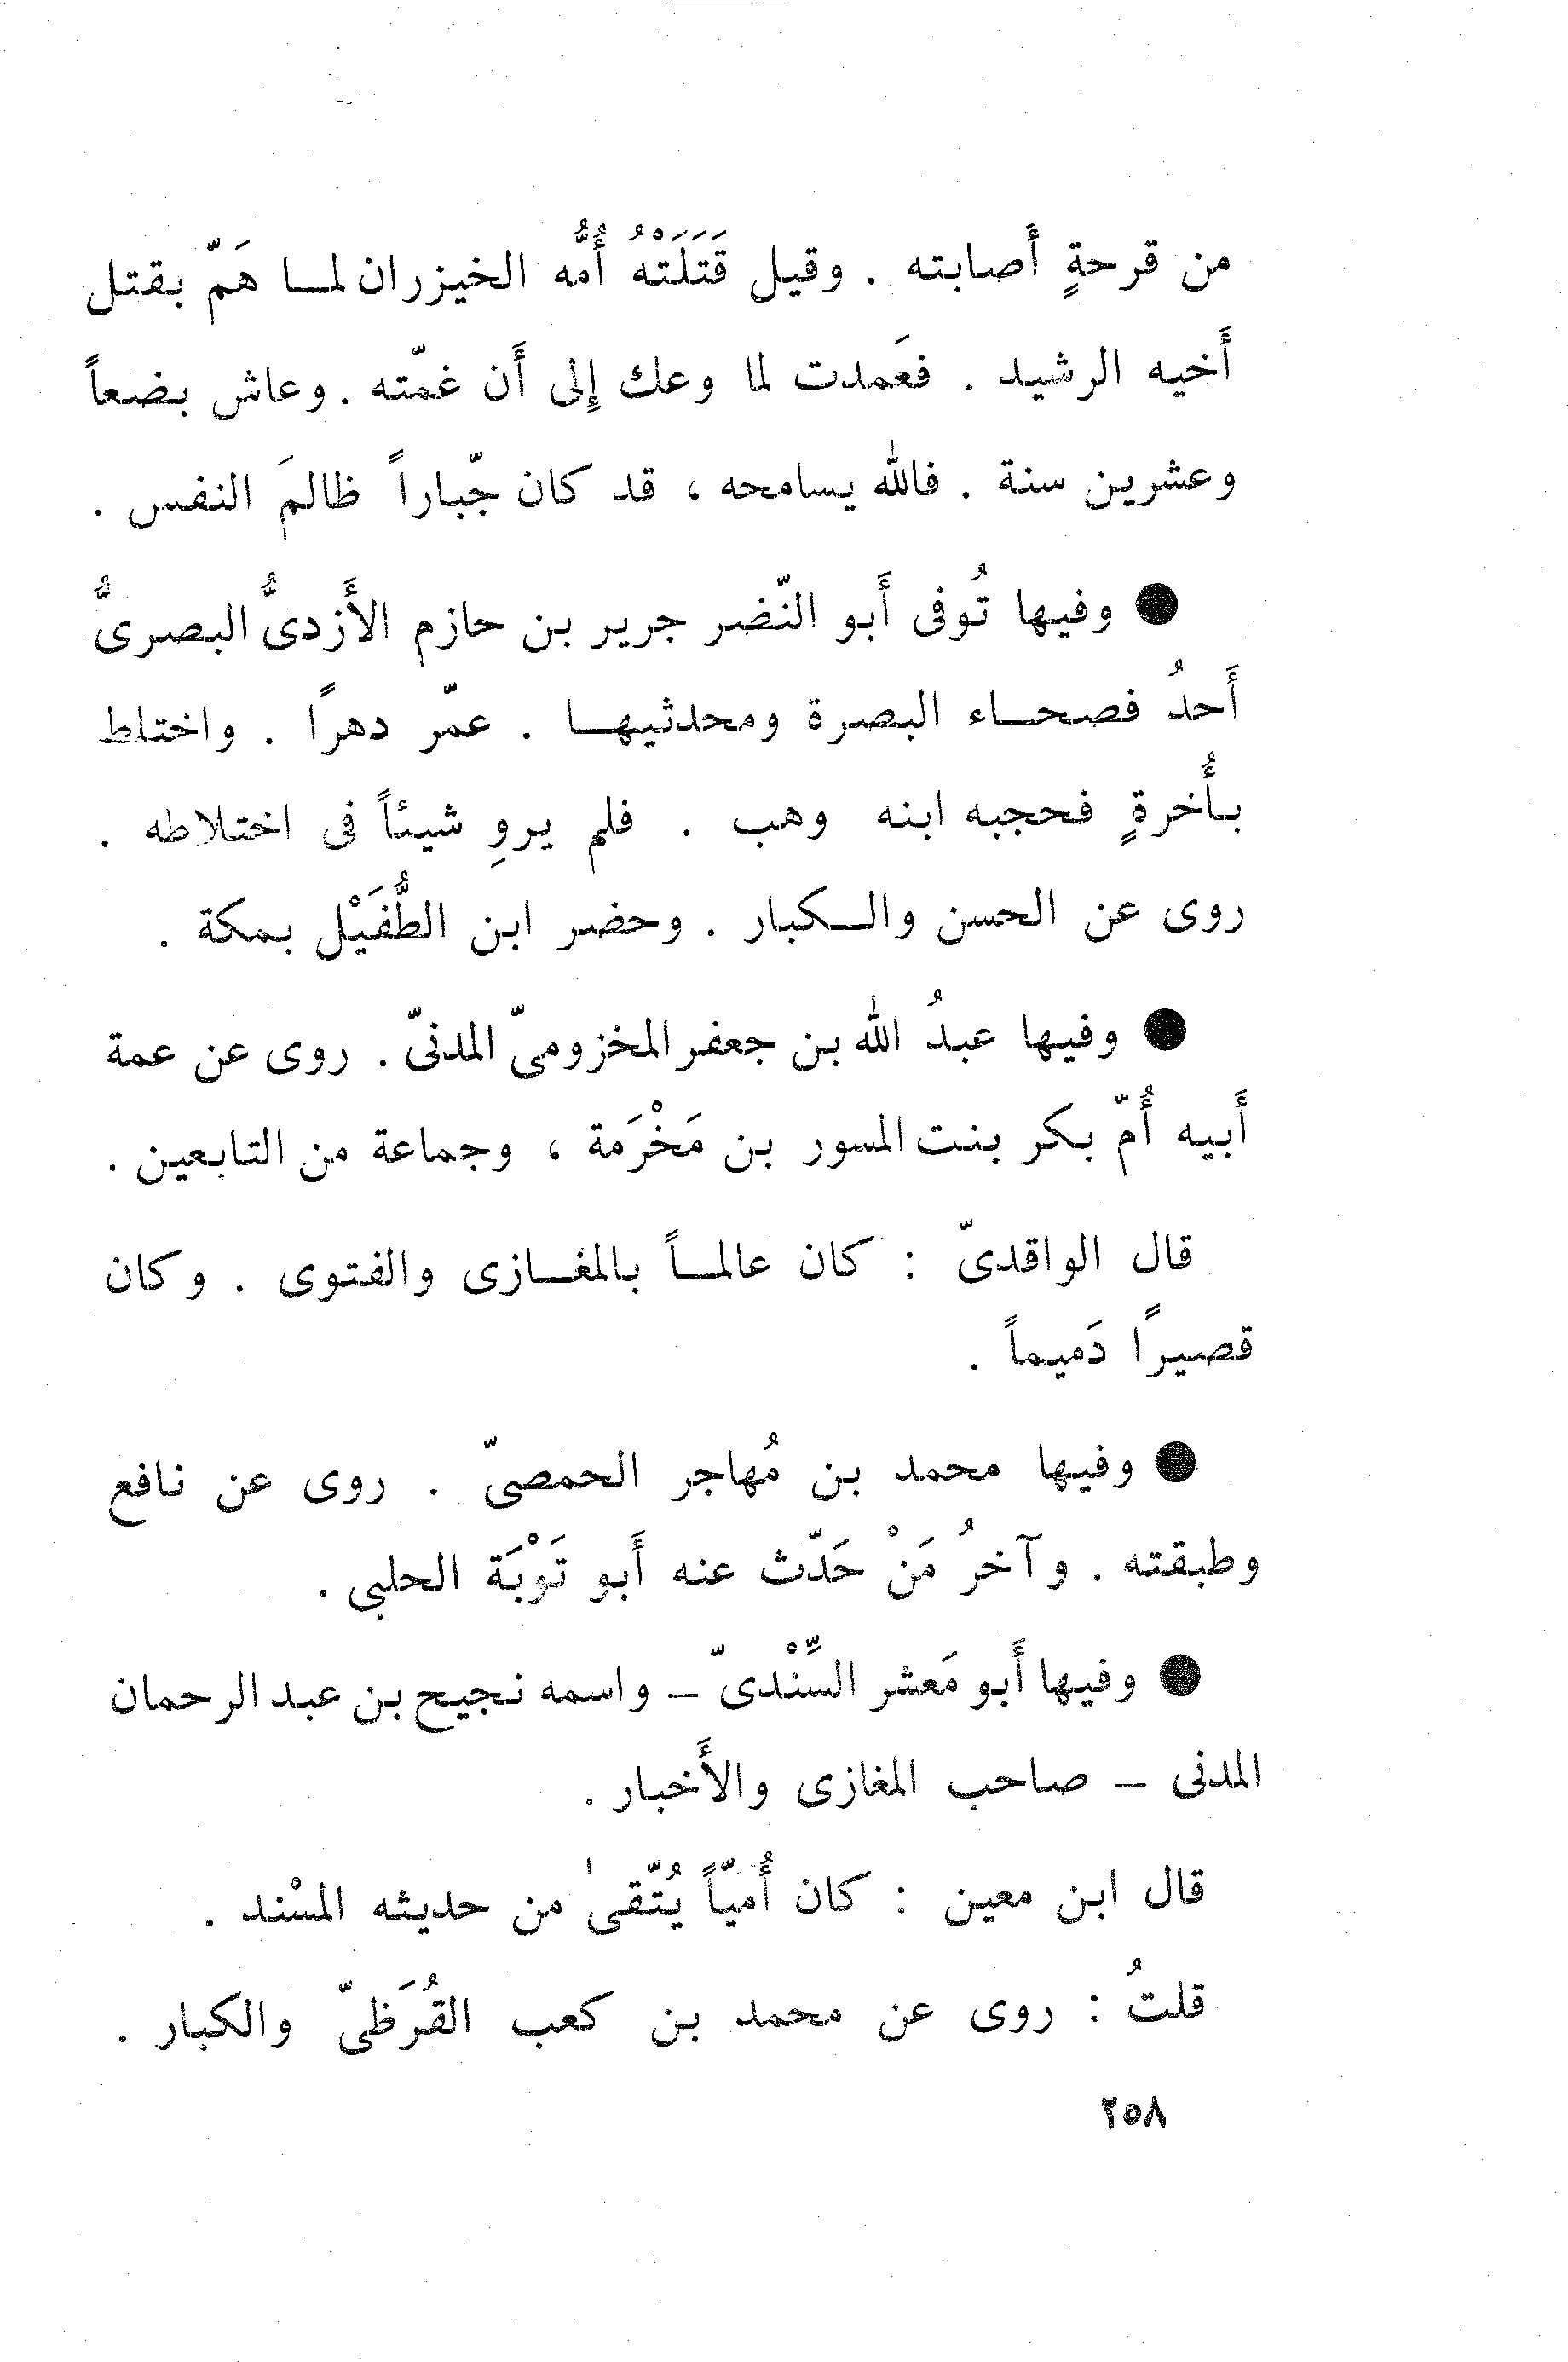 من قرحةٍ أَصابته . وقيل قَتَلَتْهُ أُمُّه الخيزران لمـا هَمّ بقتل
أَخيه الرشيد . فعَمدت لما وعك إِلى أَن غمّته . وعاش بضعاً
وعشرين سنة . فالله يسامحه ، قد كان جّباراً ظالمَ النفس .
● وفيها تُوفى أَبو النّضر جرير بن حازم الأَزدىُّ البصرىُّ
أَحدُ فصحـاء البصرة ومحدثيهـا . عمّر دهرًا . واختلط
بأُخرةٍ فحجبه ابنه وهب . فلم يروِ شيئاً فى اختلاطه .
روى عن الحسن والـكبار . وحضر ابن الطُّفَيْل بمكة .
● وفيها عبدُ الله بن جعفر المخزومىّ المدنىّ . روى عن عمة
أَبيه أُمّ بكر بنت المسور بن مَخْرَمة ، وجماعة من التابعين .
قال الواقدىّ : كان عالمـاً بالمغـازى والفتوى . وكان
قصيرًا دَميماً .
● وفيها محمد بن مُهاجر الحمصىّ . روى عن نافع
وطبقته . وآخرُ مَنْ حَدّث عنه أَبو تَوْبَة الحلبى .
● وفيها أَبو مَعشر السِّنْدىّ – واسمه نجيح بن عبد الرحمان
المدنى – صاحب المغازى والأَخبار .
قال ابن معين : كان أُميّاً يُتّقىٰ من حديثه المسْند .
قلتُ : روى عن محمد بن كعب القُرَظىّ والكبار .
٢٥٨